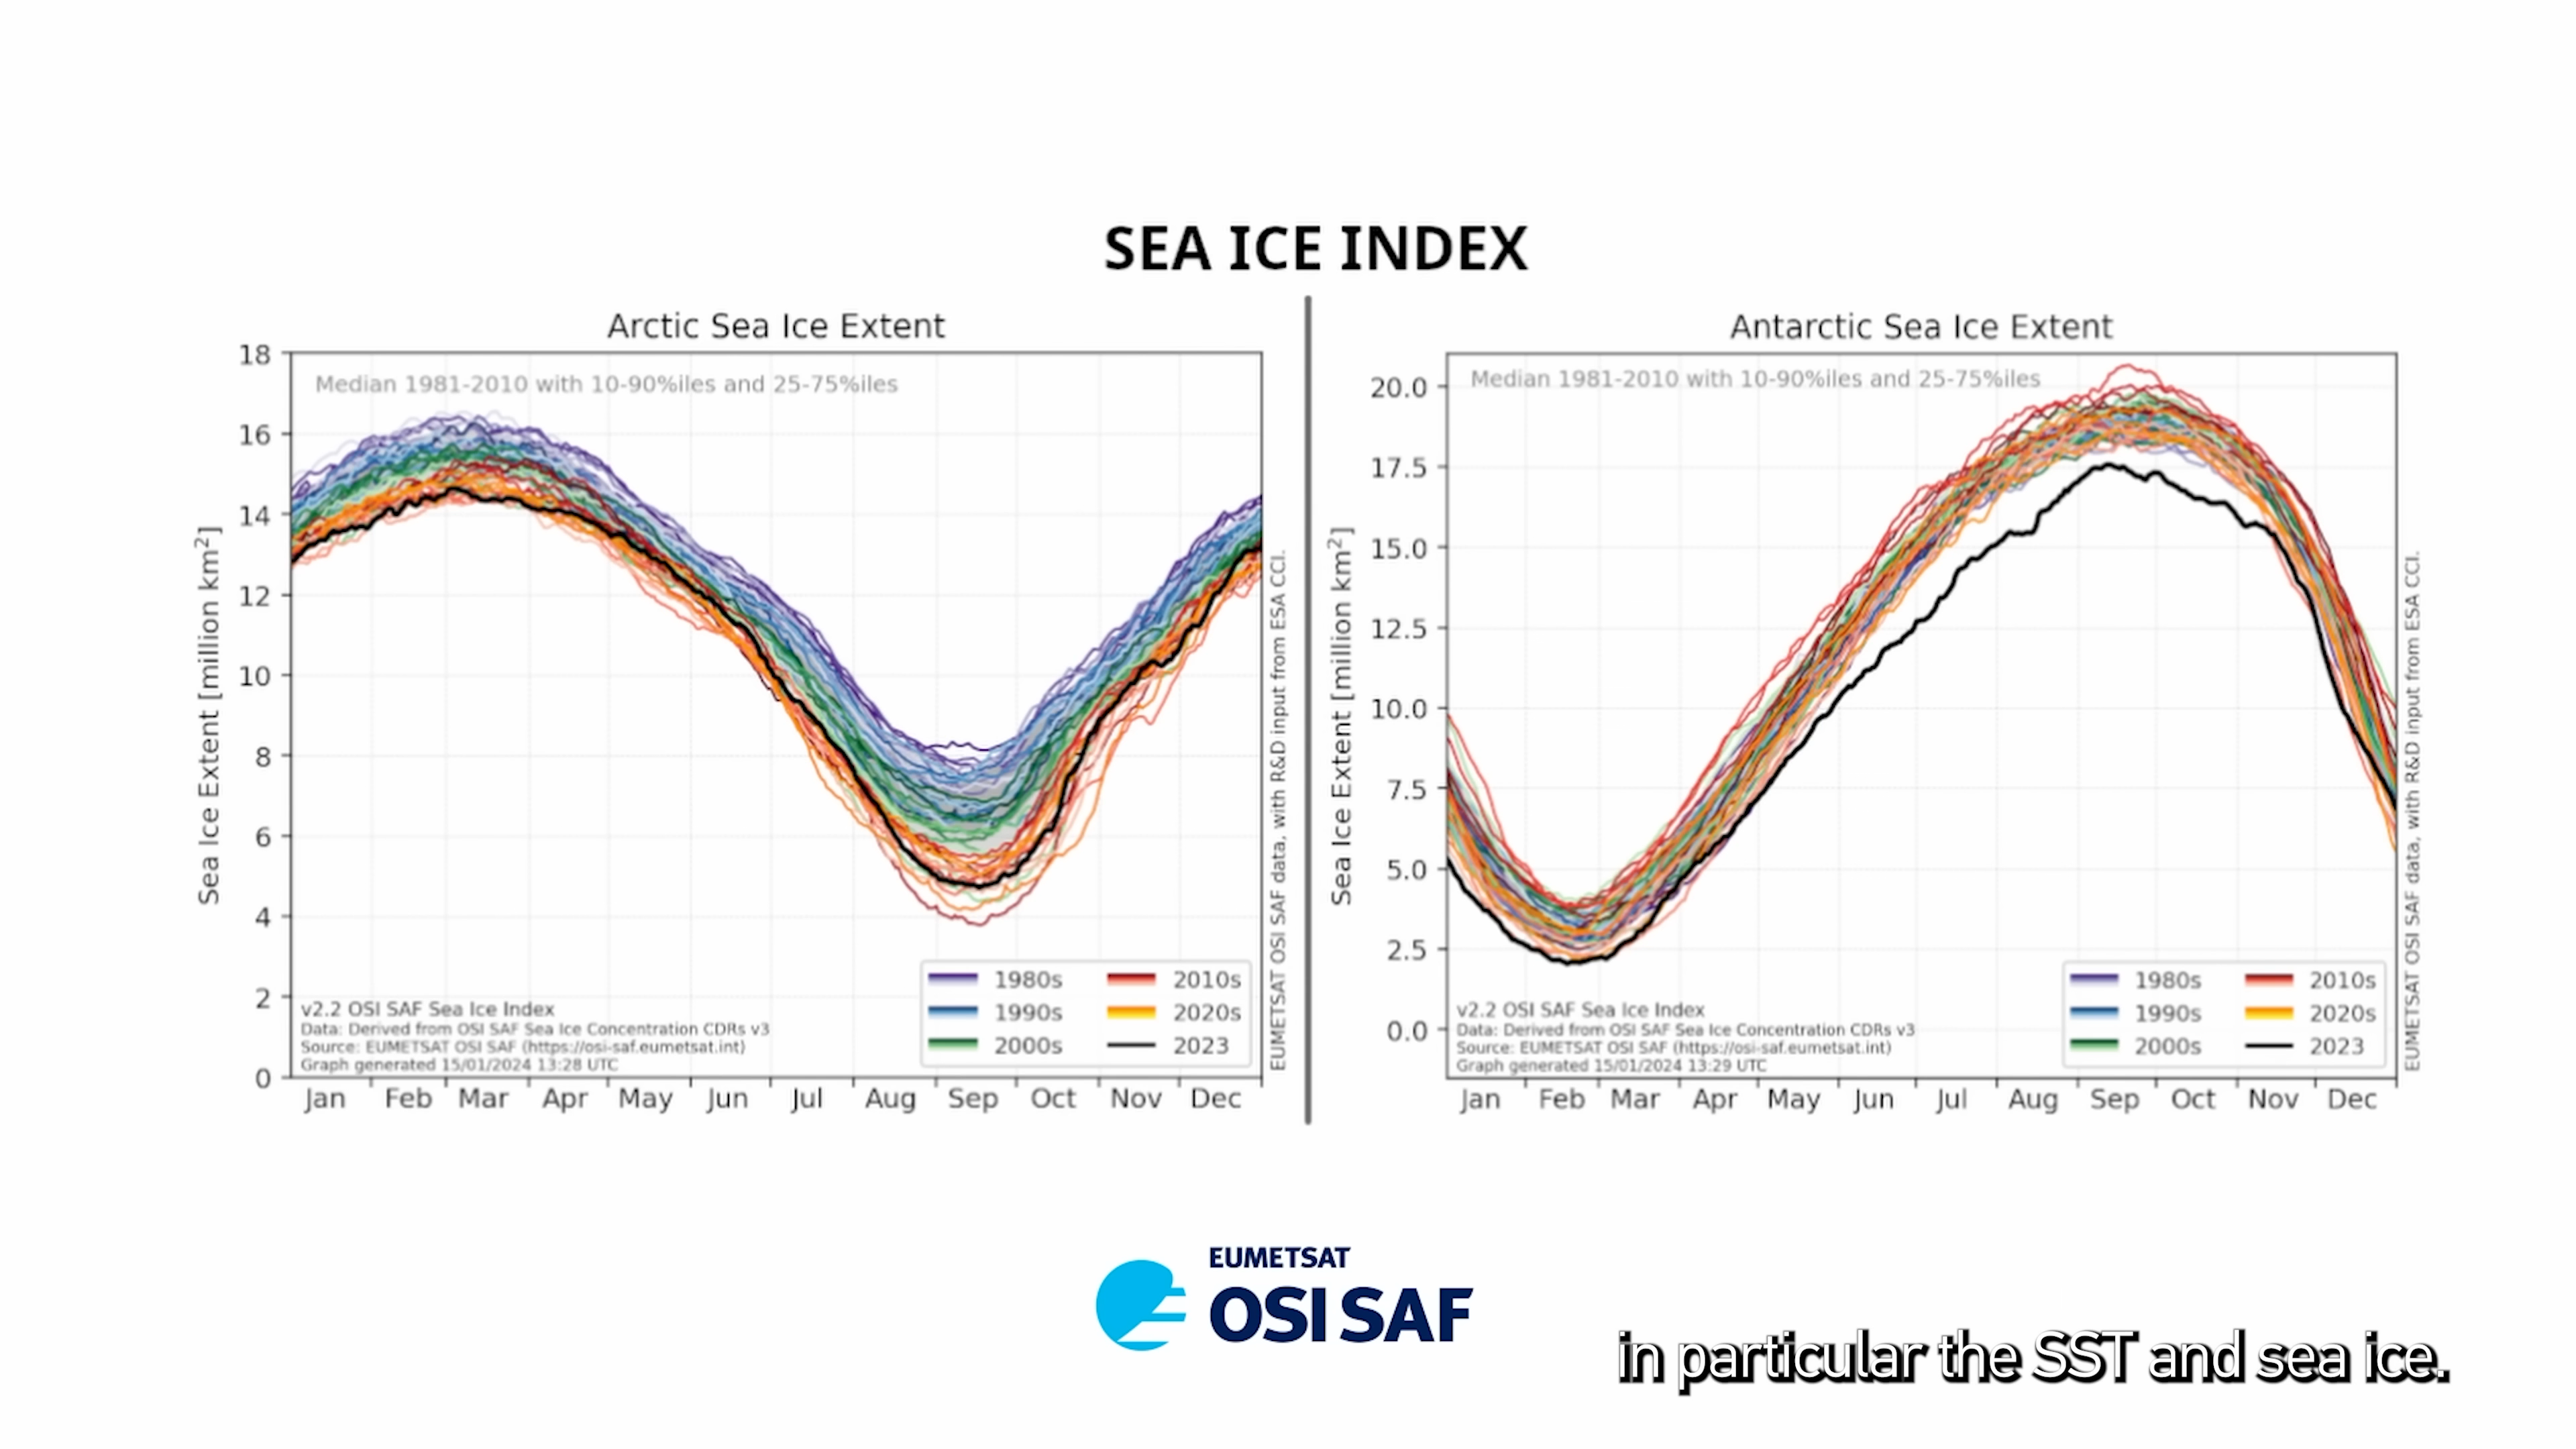 SEA ICE INDEX
Arctic Sea Ice Extent
Median 1981-2010 with 10-90%iles and 25-75%iles
Sea Ice Extent [million km²]
18
16
14
12
10
8
6
4
2
0
Jan Feb Mar Apr May Jun Jul Aug Sep Oct Nov Dec
v2.2 OSI SAF Sea Ice Index
Data: Derived from OSI SAF Sea Ice Concentration CDRs v3
Source: EUMETSAT OSI SAF (https://osi-saf.eumetsat.int)
Graph generated 15/01/2024 13:28 UTC
1980s 2010s
1990s 2020s
2000s 2023
EUMETSAT OSI SAF data, with R&D input from ESA CCI.
Antarctic Sea Ice Extent
Median 1981-2010 with 10-90%iles and 25-75%iles
Sea Ice Extent [million km²]
20.0
17.5
15.0
12.5
10.0
7.5
5.0
2.5
0.0
Jan Feb Mar Apr May Jun Jul Aug Sep Oct Nov Dec
v2.2 OSI SAF Sea Ice Index
Data: Derived from OSI SAF Sea Ice Concentration CDRs v3
Source: EUMETSAT OSI SAF (https://osi-saf.eumetsat.int)
Graph generated 15/01/2024 13:29 UTC
1980s 2010s
1990s 2020s
2000s 2023
EUMETSAT OSI SAF data, with R&D input from ESA CCI.
EUMETSAT
OSI SAF
in particular the SST and sea ice.